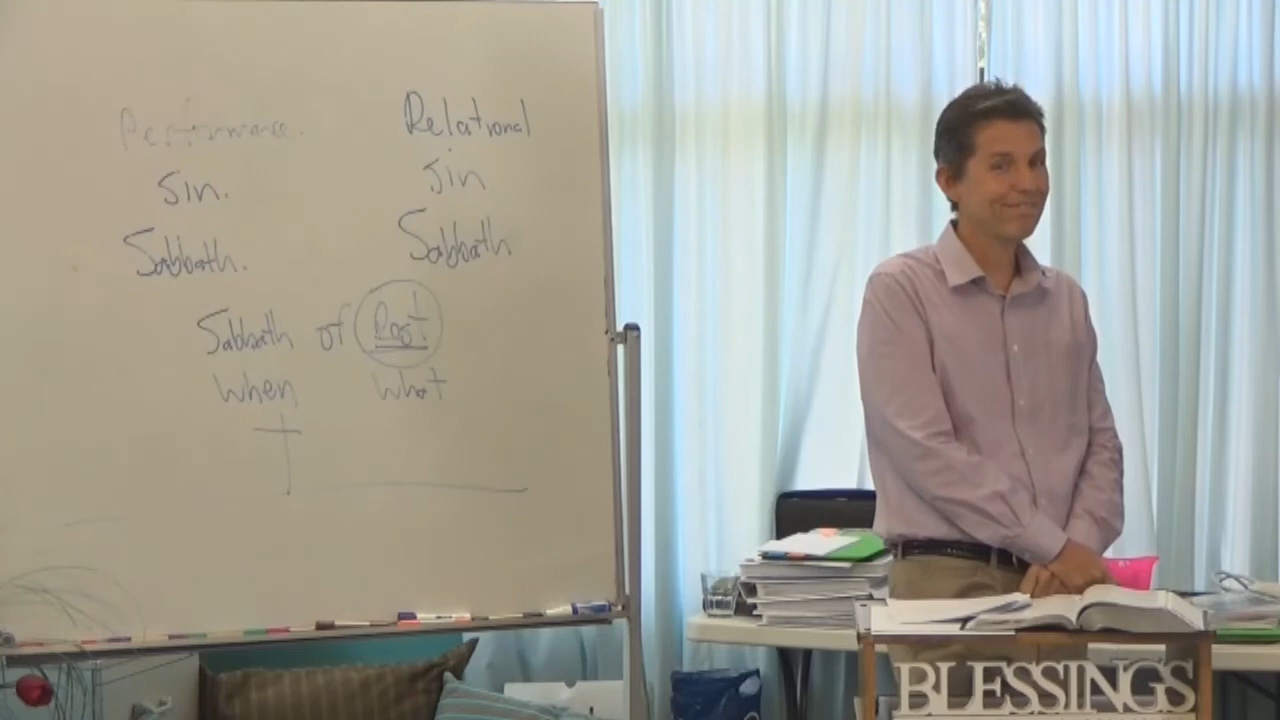 Performance. Relational
Sin. Sin
Sabbath. Sabbath
Sabbath of Rest
When What
BLESSINGS